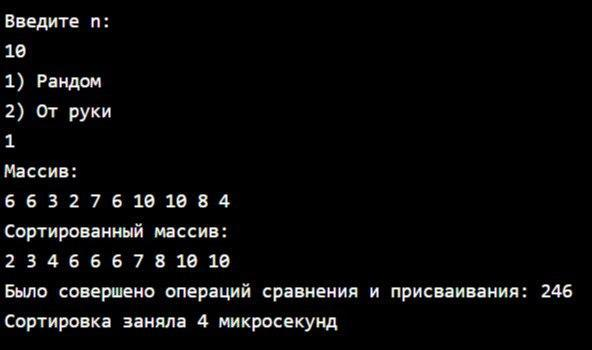 Введите n:
10
1) Рандом
2) От руки
1
Массив:
6 6 3 2 7 6 10 10 8 4
Сортированный массив:
2 3 4 6 6 6 7 8 10 10
Было совершено операций сравнения и присваивания: 246
Сортировка заняла 4 микросекунд